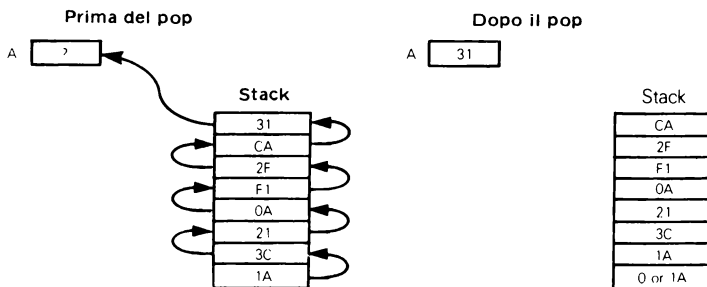 Prima del pop
A ?
Stack
31
CA
2F
F1
0A
21
3C
1A
Dopo il pop
A 31
Stack
CA
2F
F1
0A
21
3C
1A
0 or 1A